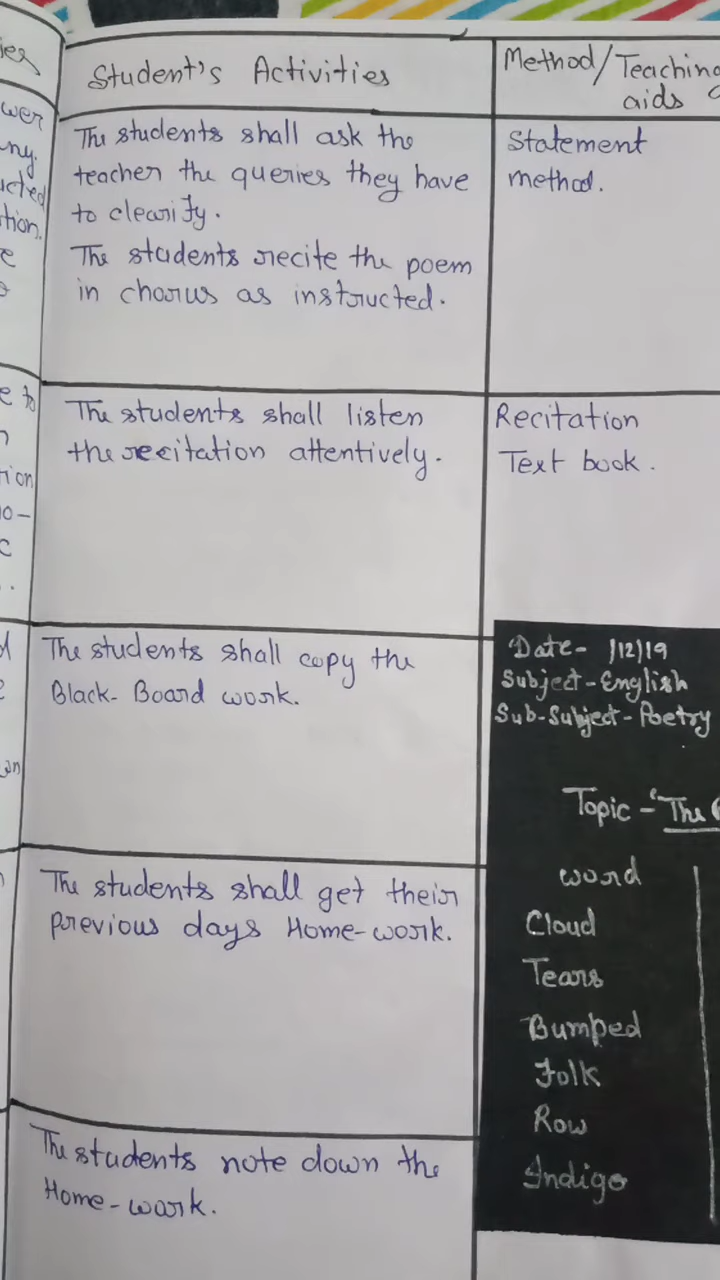 Student's Activities
The students shall ask the
teacher the queries they have
to clearify.
The students recite the poem
in chorus as instructed.
The students shall listen
the recitation attentively.
The students shall copy the
Black-Board work.
The students shall get their
previous days Home-work.
The students note down the
Home-work.
Method/Teaching
aids
Statement
method.
Recitation
Text book.
Date- /12/19
Subject-English
Sub-Subject-Poetry
Topic-"The
word
Cloud
Tears
Bumped
Folk
Row
Indigo